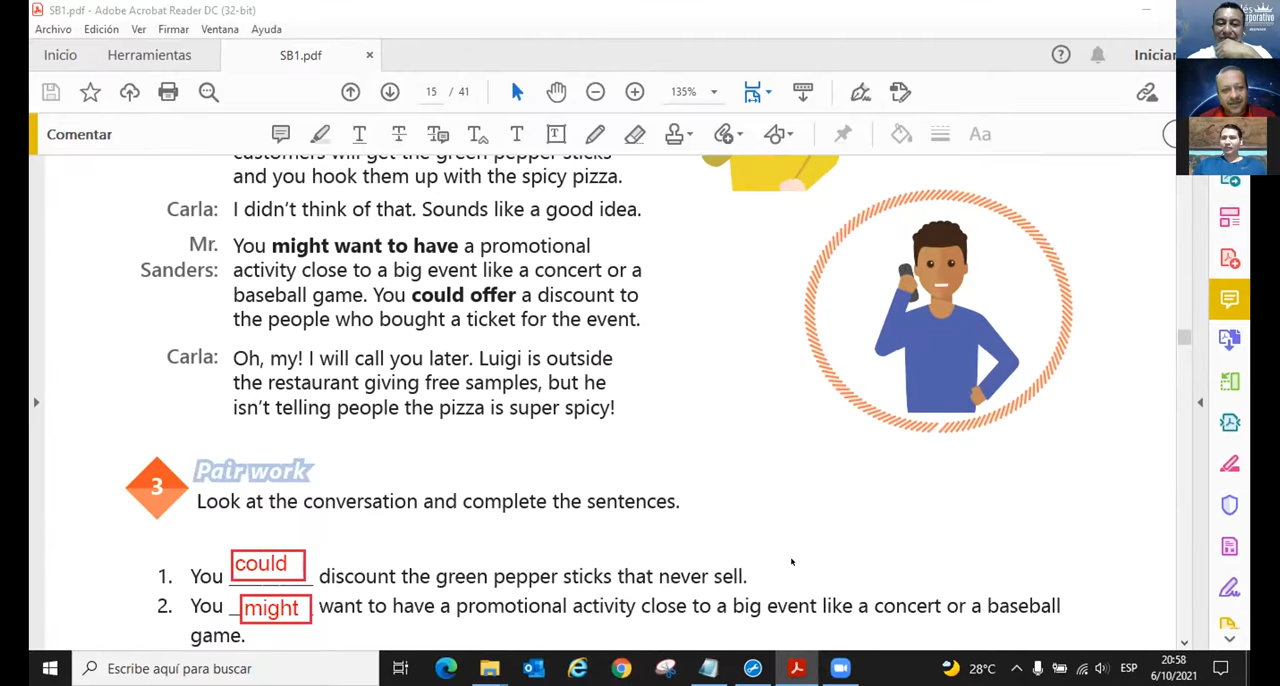 SB1.pdf - Adobe Acrobat Reader DC (32-bit)
Archivo Edición Ver Firmar Ventana Ayuda
Inicio Herramientas SB1.pdf × Iniciar
15 / 41 135%
Comentar Aa
customers will get the green pepper sticks
and you hook them up with the spicy pizza.
Carla: I didn't think of that. Sounds like a good idea.
Mr. You might want to have a promotional
Sanders: activity close to a big event like a concert or a
baseball game. You could offer a discount to
the people who bought a ticket for the event.
Carla: Oh, my! I will call you later. Luigi is outside
the restaurant giving free samples, but he
isn't telling people the pizza is super spicy!
3 Pair work
Look at the conversation and complete the sentences.
1. You could discount the green pepper sticks that never sell.
2. You might want to have a promotional activity close to a big event like a concert or a baseball
game.
Escribe aquí para buscar 28°C ESP 20:58
6/10/2021